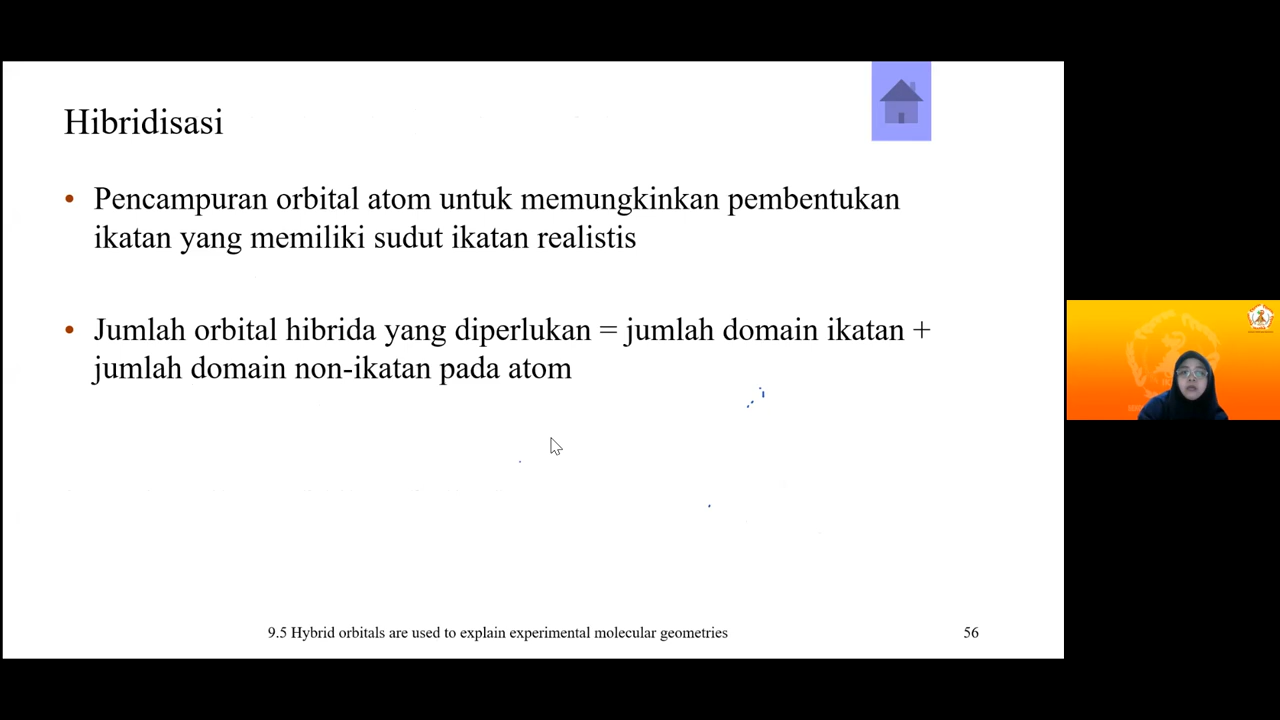 Hibridisasi
• Pencampuran orbital atom untuk memungkinkan pembentukan
ikatan yang memiliki sudut ikatan realistis
• Jumlah orbital hibrida yang diperlukan = jumlah domain ikatan +
jumlah domain non-ikatan pada atom
9.5 Hybrid orbitals are used to explain experimental molecular geometries
56